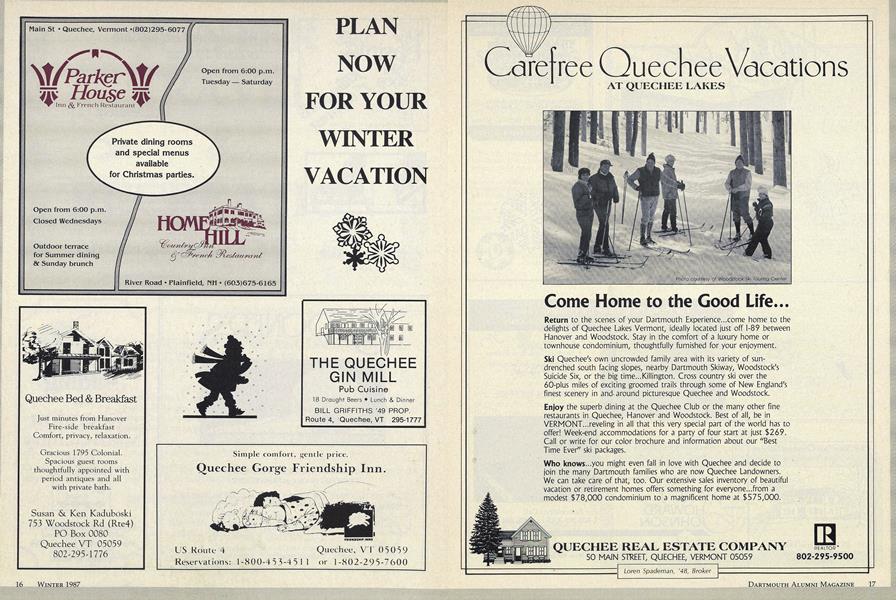 Main St • Quechee, Vermont •(802)295-6077
Parker
House
Inn & French Restaurant
Open from 6:00 p.m.
Tuesday — Saturday
Private dining rooms
and special menus
available
for Christmas parties.
Open from 6:00 p.m.
Closed Wednesdays
Outdoor terrace
for Summer dining
& Sunday brunch
HOME HILL
Country Inn
& French Restaurant
River Road • Plainfield, NH • (603)675-6165
PLAN
NOW
FOR YOUR
WINTER
VACATION
Quechee Bed & Breakfast
Just minutes from Hanover
Fire-side breakfast
Comfort, privacy, relaxation.
Gracious 1795 Colonial.
Spacious guest rooms
thoughtfully appointed with
period antiques and all
with private bath.
Susan & Ken Kaduboski
753 Woodstock Rd (Rte4)
PO Box 0080
Quechee VT 05059
802-295-1776
THE QUECHEE
GIN MILL
Pub Cuisine
18 Draught Beers • Lunch & Dinner
BILL GRIFFITHS '49 PROP.
Route 4, Quechee, VT 295-1777
Simple comfort, gentle price.
Quechee Gorge Friendship Inn.
US Route 4 Quechee, VT 05059
Reservations: 1-800-453-4511 or 1-802-295-7600
16 WINTER 1987
Carefree Quechee Vacations
AT QUECHEE LAKES
Photo courtesy of Woodstock Ski Touring Center
Come Home to the Good Life...
Return to the scenes of your Dartmouth Experience...come home to the
delights of Quechee Lakes Vermont, ideally located just off I-89 between
Hanover and Woodstock. Stay in the comfort of a luxury home or
townhouse condominium, thoughtfully furnished for your enjoyment.
Ski Quechee's own uncrowded family area with its variety of sun-
drenched south facing slopes, nearby Dartmouth Skiway, Woodstock's
Suicide Six, or the big time...Killington. Cross country ski over the
60-plus miles of exciting groomed trails through some of New England's
finest scenery in and around picturesque Quechee and Woodstock.
Enjoy the superb dining at the Quechee Club or the many other fine
restaurants in Quechee, Hanover and Woodstock. Best of all, be in
VERMONT...reveling in all that this very special part of the world has to
offer! Week-end accommodations for a party of four start at just $269.
Call or write for our color brochure and information about our "Best
Time Ever" ski packages.
Who knows...you might even fall in love with Quechee and decide to
join the many Dartmouth families who are now Quechee Landowners.
We can take care of that, too. Our extensive sales inventory of beautiful
vacation or retirement homes offers something for everyone...from a
modest $78,000 condominium to a magnificent home at $575,000.
QUECHEE REAL ESTATE COMPANY
50 MAIN STREET, QUECHEE, VERMONT 05059
REALTOR
802-295-9500
Loren Spademan, '48, Broker
DARTMOUTH ALUMNI MAGAZINE 17